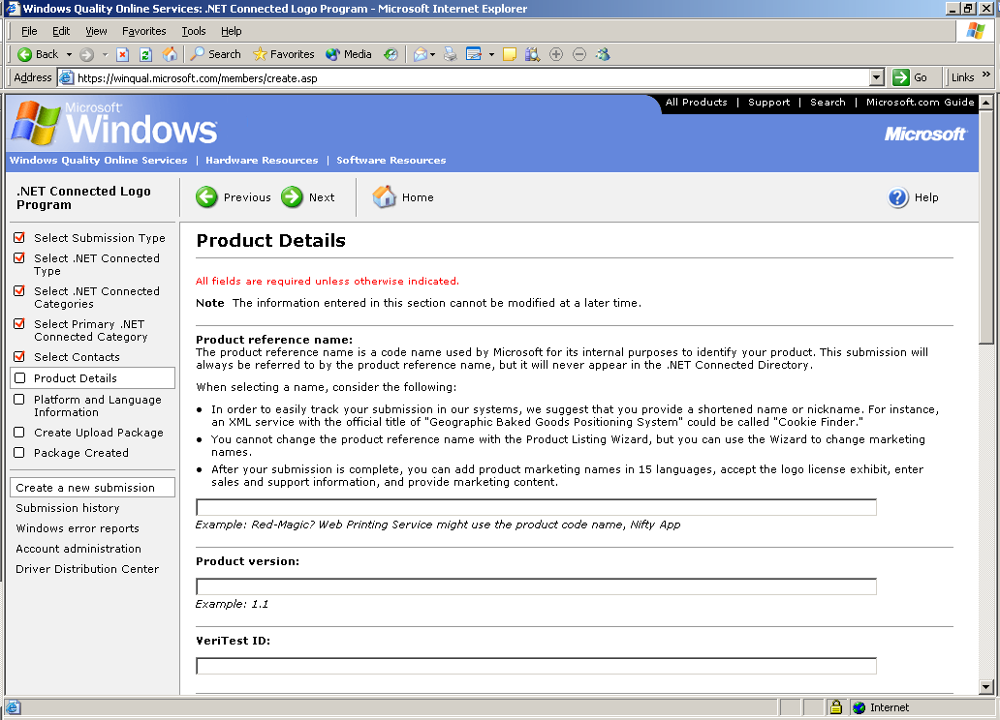 Windows Quality Online Services: .NET Connected Logo Program - Microsoft Internet Explorer
File Edit View Favorites Tools Help
Back Search Favorites Media
Address https://winqual.microsoft.com/members/create.asp Go Links »
All Products | Support | Search | Microsoft.com Guide
Microsoft
Windows
Microsoft
Windows Quality Online Services | Hardware Resources | Software Resources
.NET Connected Logo
Program
Select Submission Type
Select .NET Connected
Type
Select .NET Connected
Categories
Select Primary .NET
Connected Category
Select Contacts
Product Details
Platform and Language
Information
Create Upload Package
Package Created
Create a new submission
Submission history
Windows error reports
Account administration
Driver Distribution Center
Previous Next Home Help
Product Details
All fields are required unless otherwise indicated.
Note The information entered in this section cannot be modified at a later time.
Product reference name:
The product reference name is a code name used by Microsoft for its internal purposes to identify your product. This submission will
always be referred to by the product reference name, but it will never appear in the .NET Connected Directory.
When selecting a name, consider the following:
• In order to easily track your submission in our systems, we suggest that you provide a shortened name or nickname. For instance,
an XML service with the official title of "Geographic Baked Goods Positioning System" could be called "Cookie Finder."
• You cannot change the product reference name with the Product Listing Wizard, but you can use the Wizard to change marketing
names.
• After your submission is complete, you can add product marketing names in 15 languages, accept the logo license exhibit, enter
sales and support information, and provide marketing content.
Example: Red-Magic? Web Printing Service might use the product code name, Nifty App
Product version:
Example: 1.1
VeriTest ID:
Internet